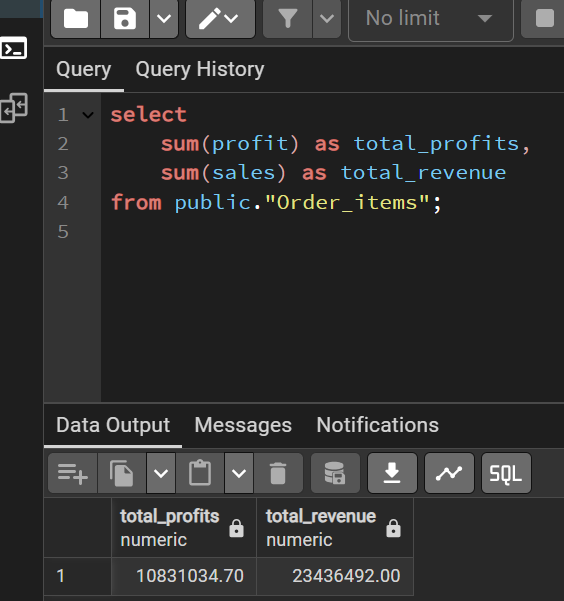 No limit
Query Query History
1 select
2 sum(profit) as total_profits,
3 sum(sales) as total_revenue
4 from public."Order_items";
5
Data Output Messages Notifications
SQL
total_profits total_revenue
numeric numeric
1 10831034.70 23436492.00